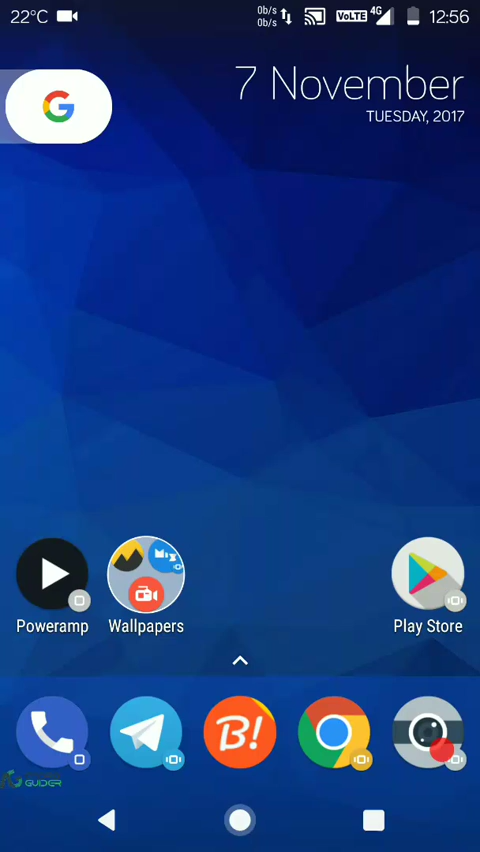 22°C
0b/s
0b/s
VoLTE
4G
12:56
G
7 November
TUESDAY, 2017
Poweramp
Wallpapers
Play Store
B!
GUIDER